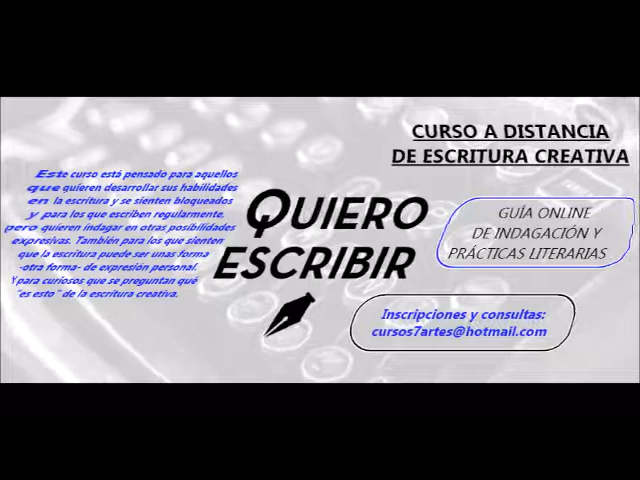 CURSO A DISTANCIA
DE ESCRITURA CREATIVA
Este curso está pensado para aquellos
que quieren desarrollar sus habilidades
en la escritura y se sienten bloqueados
y para los que escriben regularmente,
pero quieren indagar en otras posibilidades
expresivas. También para los que sienten
que la escritura puede ser unas forma
-otra forma- de expresión personal.
Y para curiosos que se preguntan qué
"es esto" de la escritura creativa.
QUIERO
ESCRIBIR
GUÍA ONLINE
DE INDAGACIÓN Y
PRÁCTICAS LITERARIAS
Inscripciones y consultas:
cursos7artes@hotmail.com